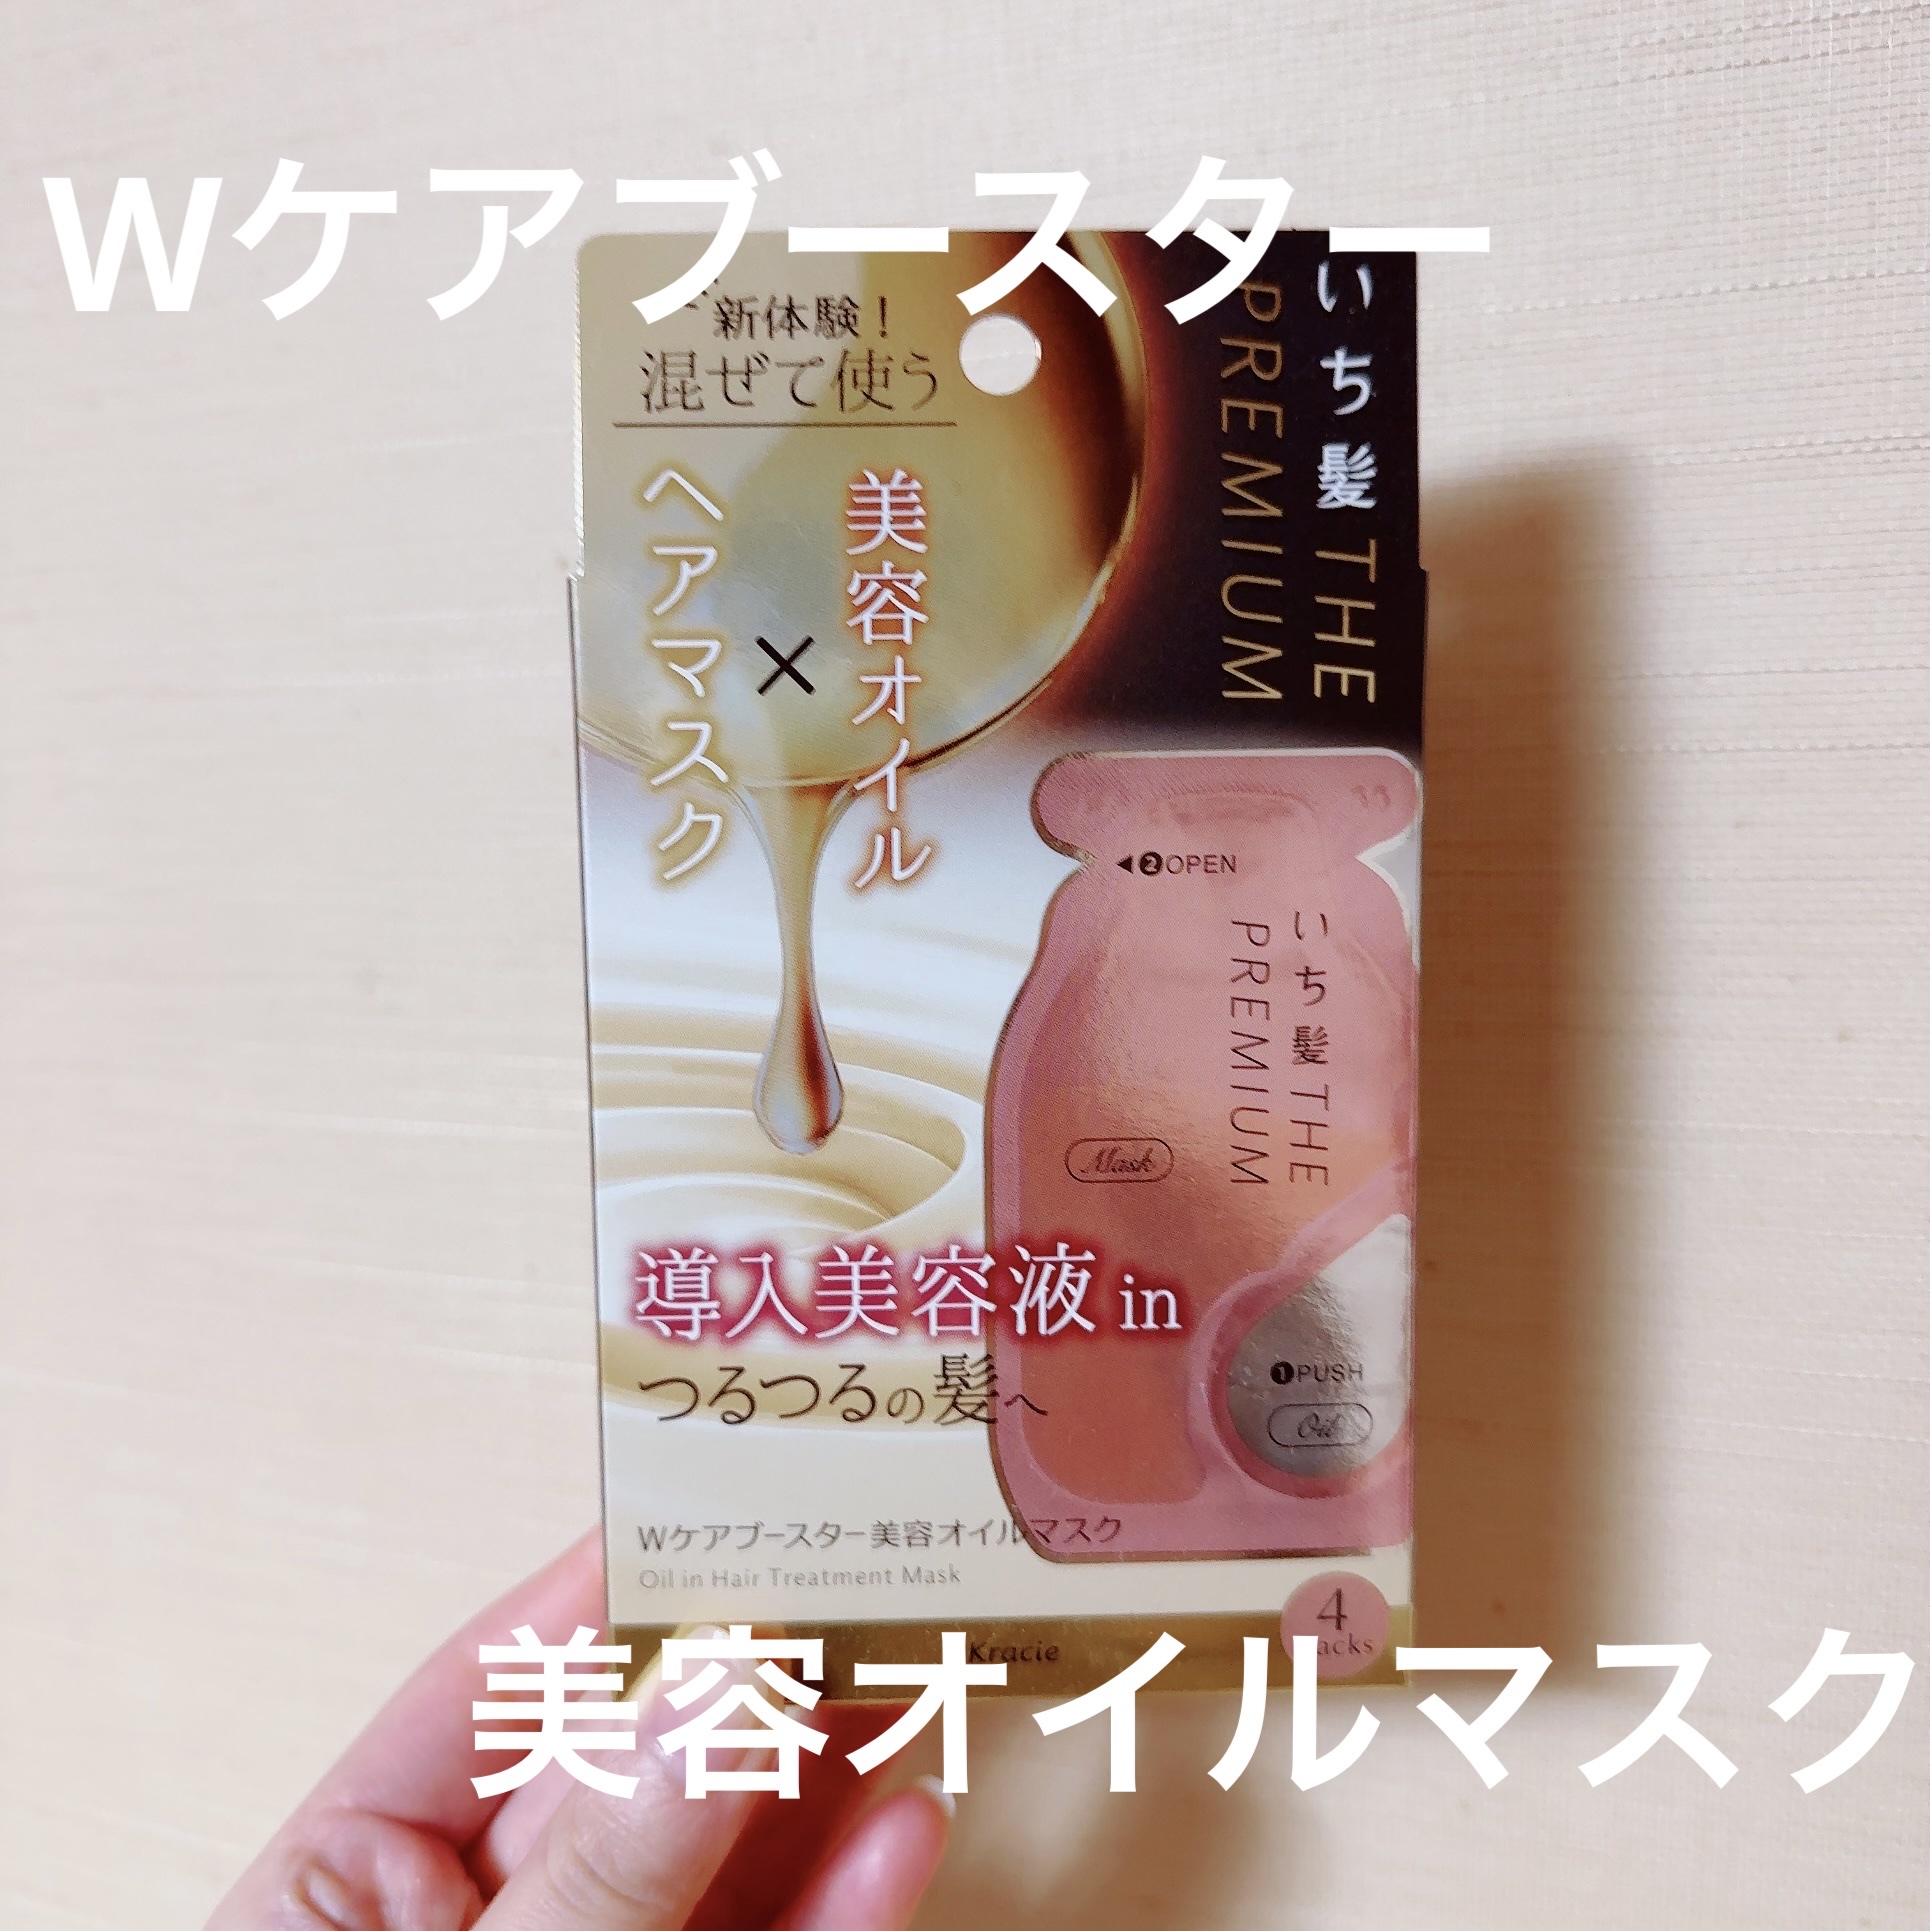 Wケアブースター
新体験！
混ぜて使う
美容オイル
×
ヘアマスク
いち髪 THE
PREMIUM
◀❷OPEN
いち髪 THE
PREMIUM
Mask
導入美容液 in
つるつるの髪へ
❶PUSH
Oil
Wケアブースター美容オイルマスク
Oil in Hair Treatment Mask
4
Kracie
美容オイルマスク